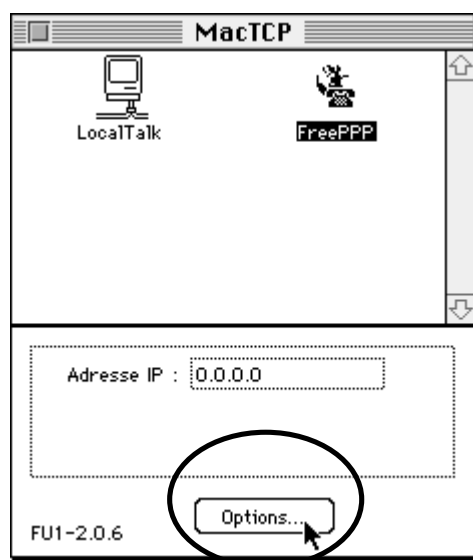 MacTCP
LocalTalk
FreePPP
Adresse IP : 0.0.0.0
Options...
FU1-2.0.6